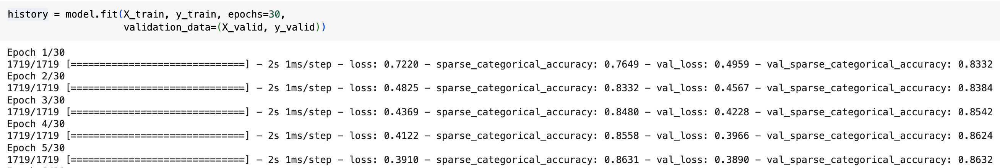 history = model.fit(X_train, y_train, epochs=30,
                    validation_data=(X_valid, y_valid))
Epoch 1/30
1719/1719 [==============================] - 2s 1ms/step - loss: 0.7220 - sparse_categorical_accuracy: 0.7649 - val_loss: 0.4959 - val_sparse_categorical_accuracy: 0.8332
Epoch 2/30
1719/1719 [==============================] - 2s 1ms/step - loss: 0.4825 - sparse_categorical_accuracy: 0.8332 - val_loss: 0.4567 - val_sparse_categorical_accuracy: 0.8384
Epoch 3/30
1719/1719 [==============================] - 2s 1ms/step - loss: 0.4369 - sparse_categorical_accuracy: 0.8480 - val_loss: 0.4228 - val_sparse_categorical_accuracy: 0.8542
Epoch 4/30
1719/1719 [==============================] - 2s 1ms/step - loss: 0.4122 - sparse_categorical_accuracy: 0.8558 - val_loss: 0.3966 - val_sparse_categorical_accuracy: 0.8624
Epoch 5/30
1719/1719 [==============================] - 2s 1ms/step - loss: 0.3910 - sparse_categorical_accuracy: 0.8631 - val_loss: 0.3890 - val_sparse_categorical_accuracy: 0.8632